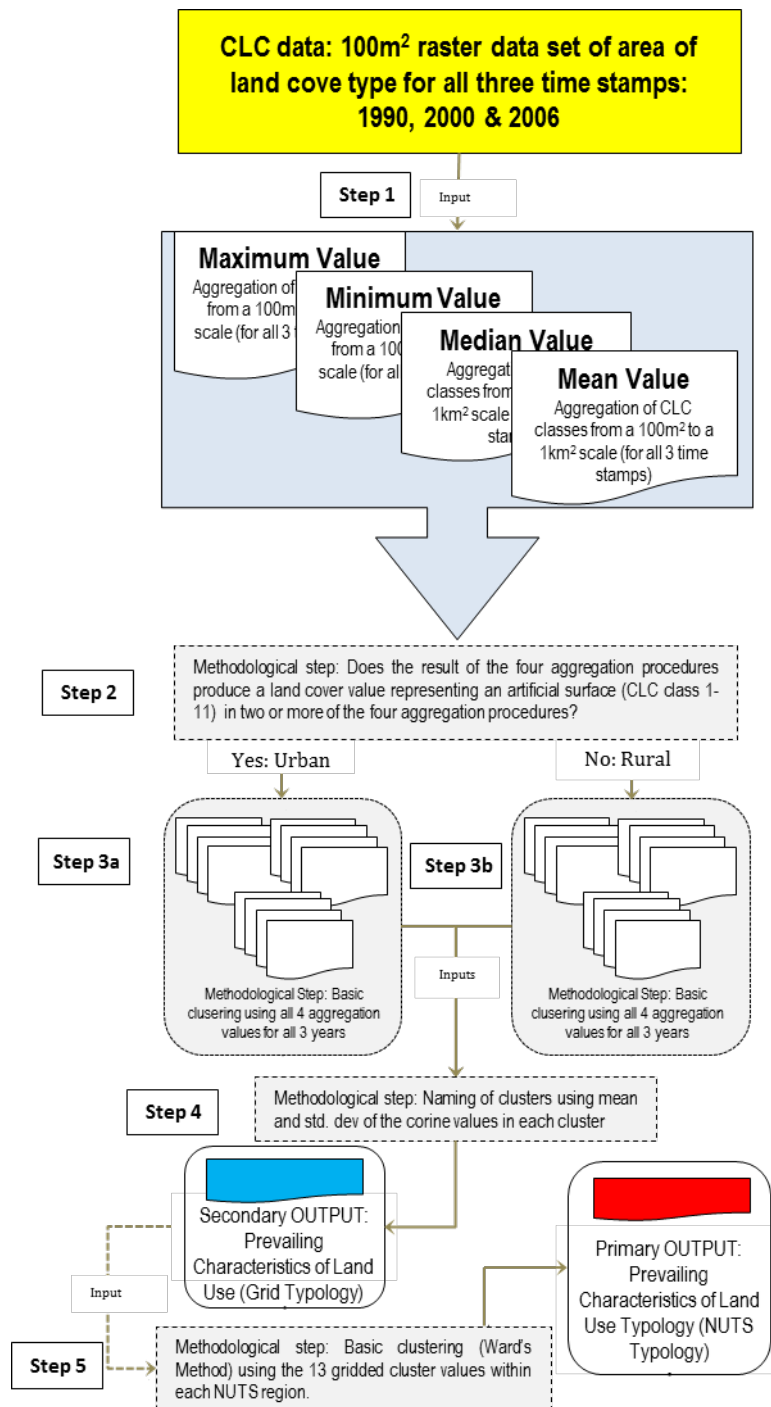 CLC data: 100m² raster data set of area of
land cove type for all three time stamps:
1990, 2000 & 2006
Step 1
Input
Maximum Value
Aggregation of
from a 100m
scale (for all 3 t
Minimum Value
Aggregatio
from a 100
scale (for all
Median Value
Aggregat
classes from
1km² scale
star
Mean Value
Aggregation of CLC
classes from a 100m² to a
1km² scale (for all 3 time
stamps)
Step 2
Methodological step: Does the result of the four aggregation procedures
produce a land cover value representing an artificial surface (CLC class 1-
11) in two or more of the four aggregation procedures?
Yes: Urban
No: Rural
Step 3a
Step 3b
Inputs
Methodological Step: Basic
clusering using all 4 aggregation
values for all 3 years
Methodological Step: Basic
clusering using all 4 aggregation
values for all 3 years
Step 4
Methodological step: Naming of clusters using mean
and std. dev of the corine values in each cluster
Secondary OUTPUT:
Prevailing
Characteristics of Land
Use (Grid Typology)
Primary OUTPUT:
Prevailing
Characteristics of Land
Use Typology (NUTS
Typology)
Input
Step 5
Methodological step: Basic clustering (Ward's
Method) using the 13 gridded cluster values within
each NUTS region.